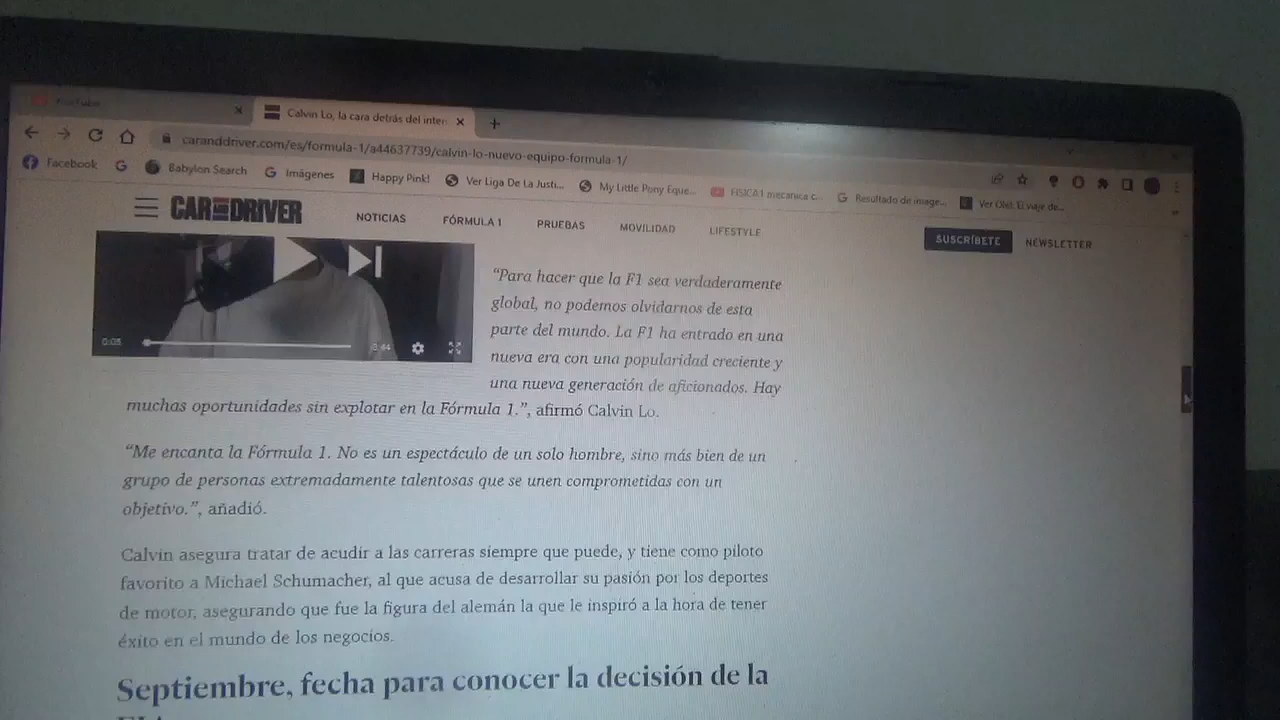 YouTube
Calvin Lo, la cara detrás del inter
caranddriver.com/es/formula-1/a44637739/calvin-lo-nuevo-equipo-formula-1/
Facebook
Babylon Search
Imágenes
Happy Pink!
Ver Liga De La Justi...
My Little Pony Eque...
FISICA1 mecanica c...
Resultado de image...
Ver Olé!, El viaje de...
CAR AND DRIVER
NOTICIAS
FÓRMULA 1
PRUEBAS
MOVILIDAD
LIFESTYLE
SUSCRÍBETE
NEWSLETTER
0:05
“Para hacer que la F1 sea verdaderamente
global, no podemos olvidarnos de esta
parte del mundo. La F1 ha entrado en una
nueva era con una popularidad creciente y
una nueva generación de aficionados. Hay
muchas oportunidades sin explotar en la Fórmula 1.”, afirmó Calvin Lo.
“Me encanta la Fórmula 1. No es un espectáculo de un solo hombre, sino más bien de un
grupo de personas extremadamente talentosas que se unen comprometidas con un
objetivo.”, añadió.
Calvin asegura tratar de acudir a las carreras siempre que puede, y tiene como piloto
favorito a Michael Schumacher, al que acusa de desarrollar su pasión por los deportes
de motor, asegurando que fue la figura del alemán la que le inspiró a la hora de tener
éxito en el mundo de los negocios.
Septiembre, fecha para conocer la decisión de la